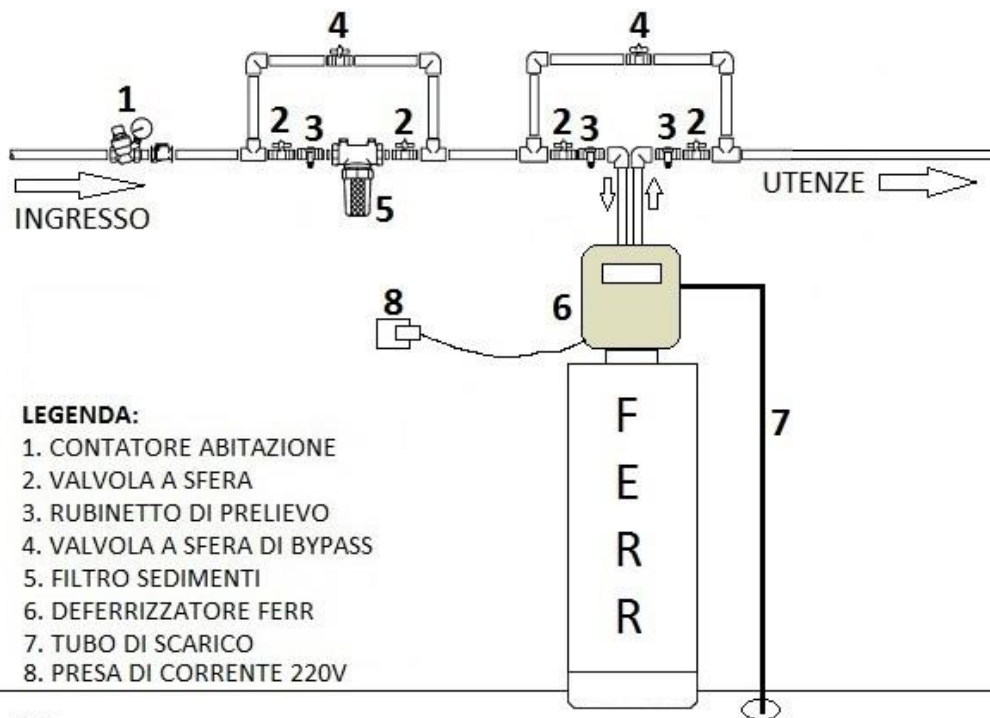 4 4
1 2 3 2 2 3 3 2
INGRESSO 5 UTENZE
8 6
7
F
E
R
R
LEGENDA:
1. CONTATORE ABITAZIONE
2. VALVOLA A SFERA
3. RUBINETTO DI PRELIEVO
4. VALVOLA A SFERA DI BYPASS
5. FILTRO SEDIMENTI
6. DEFERRIZZATORE FERR
7. TUBO DI SCARICO
8. PRESA DI CORRENTE 220V